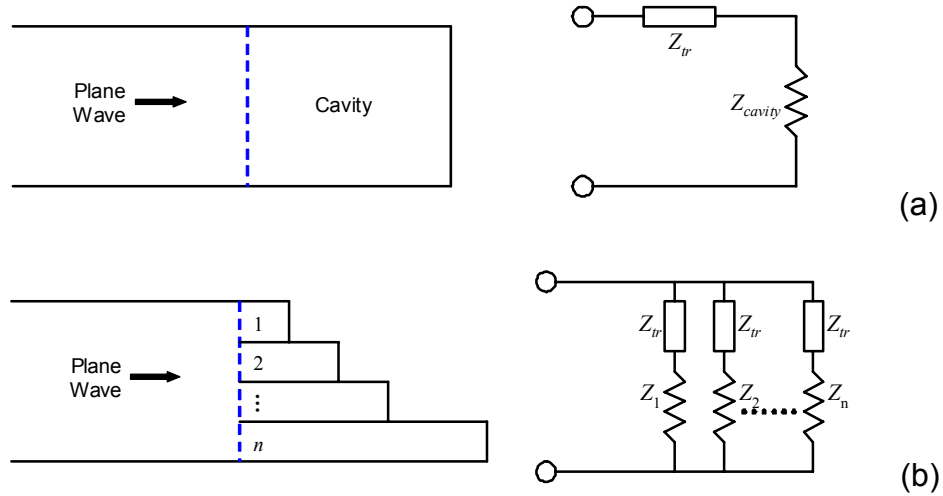 Plane
Wave
Cavity
Z_tr
Z_cavity
(a)
Plane
Wave
1
2
⋮
n
Z_tr
Z_tr
Z_tr
Z_1
Z_2
Z_n
(b)